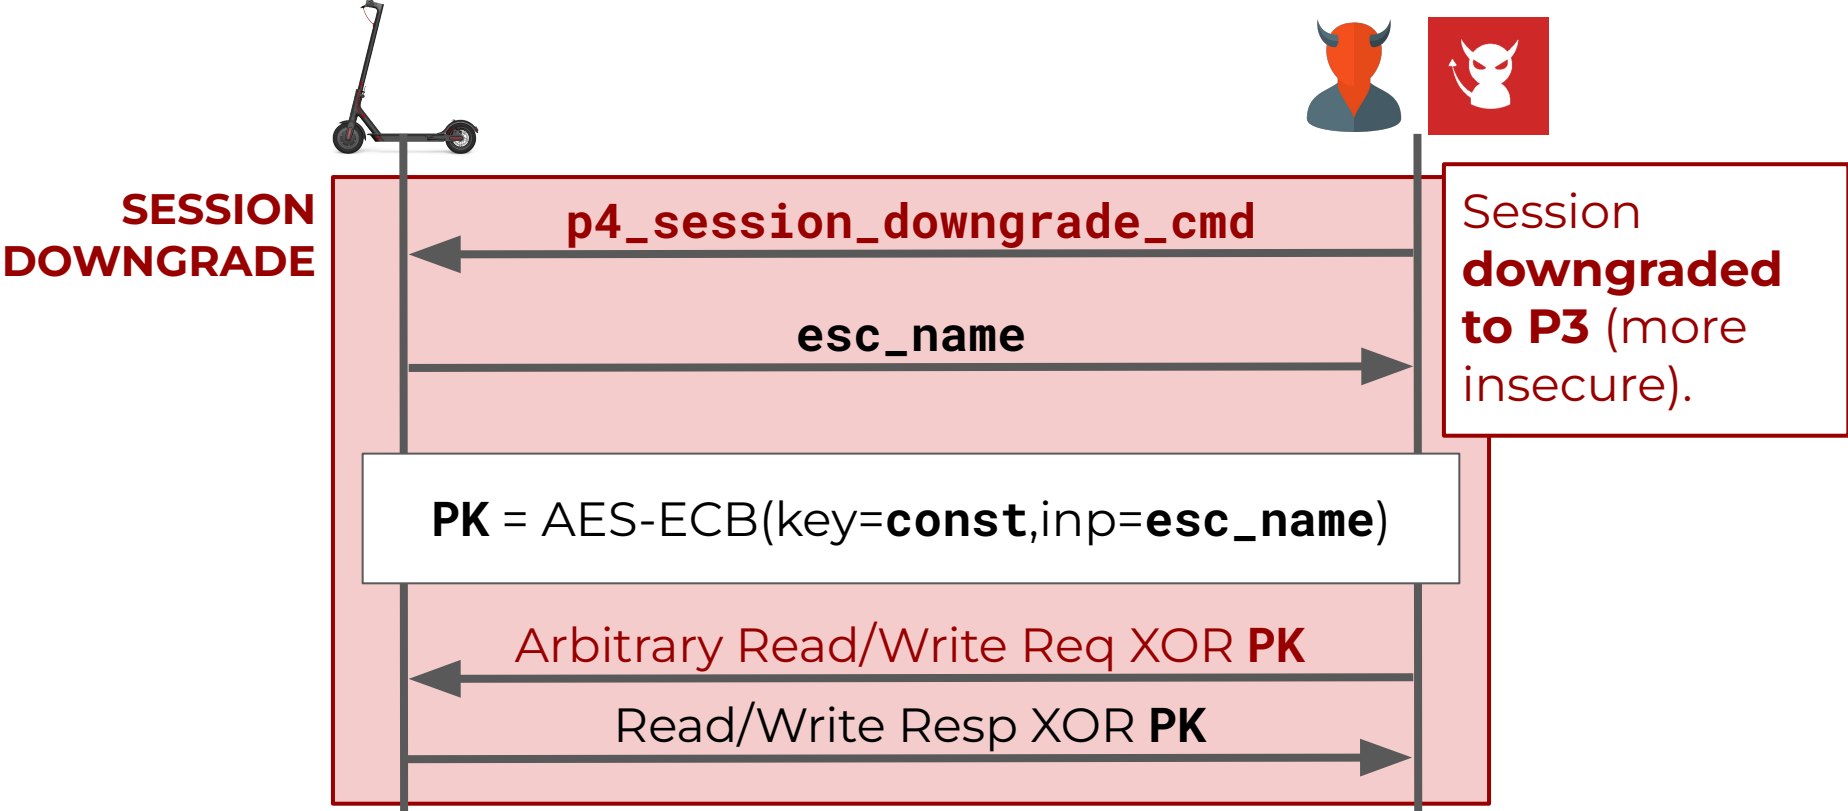 SESSION
DOWNGRADE
p4_session_downgrade_cmd
Session
downgraded
to P3 (more
insecure).
esc_name
PK = AES-ECB(key=const,inp=esc_name)
Arbitrary Read/Write Req XOR PK
Read/Write Resp XOR PK